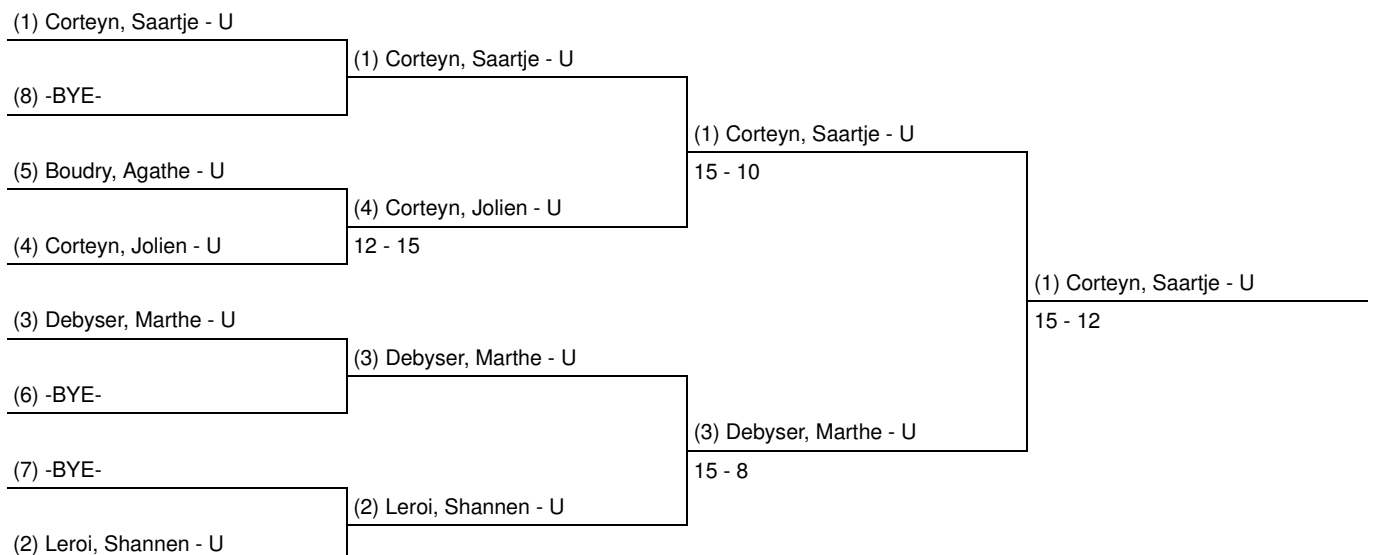 (1) Corteyn, Saartje - U
(1) Corteyn, Saartje - U
(8) -BYE-
(1) Corteyn, Saartje - U
(5) Boudry, Agathe - U
15 - 10
(4) Corteyn, Jolien - U
(4) Corteyn, Jolien - U
12 - 15
(1) Corteyn, Saartje - U
(3) Debyser, Marthe - U
15 - 12
(3) Debyser, Marthe - U
(6) -BYE-
(3) Debyser, Marthe - U
(7) -BYE-
15 - 8
(2) Leroi, Shannen - U
(2) Leroi, Shannen - U